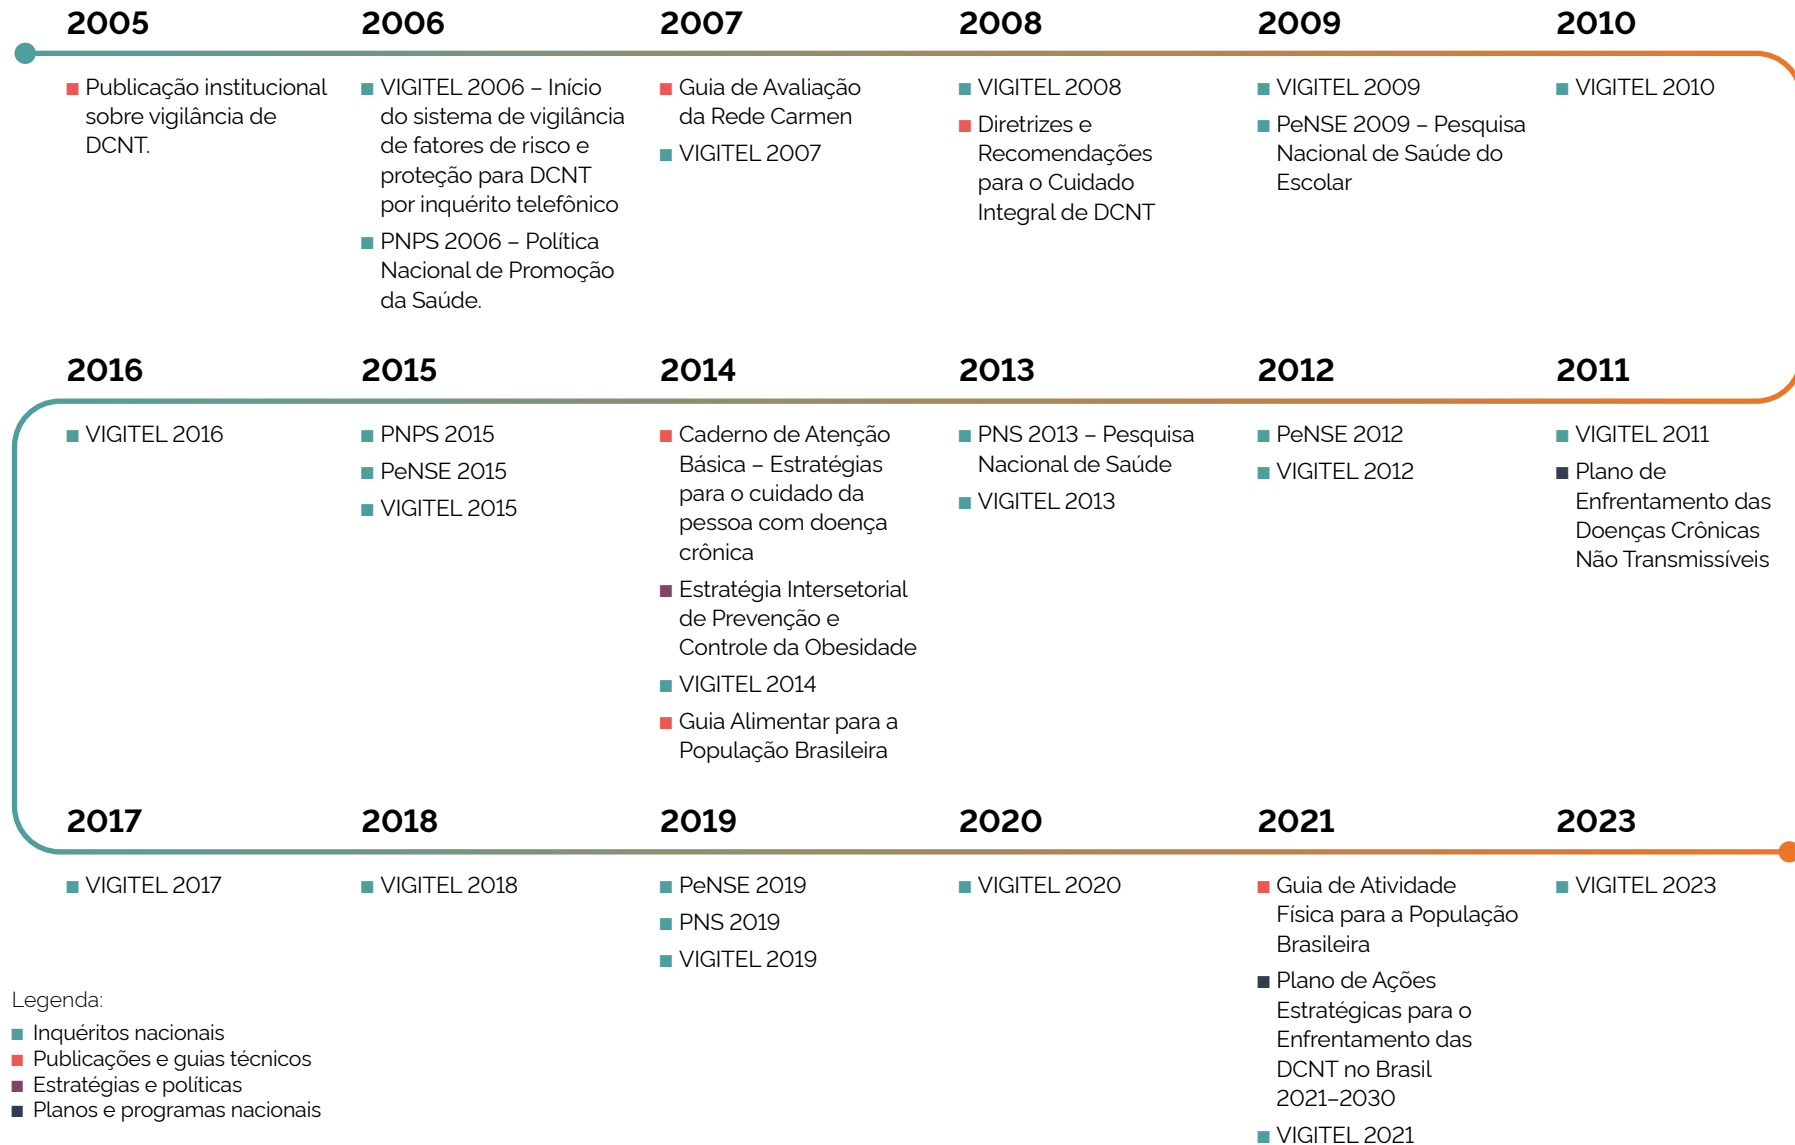 2005
Publicação institucional
sobre vigilância de
DCNT.
2006
VIGITEL 2006 – Início
do sistema de vigilância
de fatores de risco e
proteção para DCNT
por inquérito telefônico
PNPS 2006 – Política
Nacional de Promoção
da Saúde.
2007
Guia de Avaliação
da Rede Carmen
VIGITEL 2007
2008
VIGITEL 2008
Diretrizes e
Recomendações
para o Cuidado
Integral de DCNT
2009
VIGITEL 2009
PeNSE 2009 – Pesquisa
Nacional de Saúde do
Escolar
2010
VIGITEL 2010
2011
VIGITEL 2011
Plano de
Enfrentamento das
Doenças Crônicas
Não Transmissíveis
2012
PeNSE 2012
VIGITEL 2012
2013
PNS 2013 – Pesquisa
Nacional de Saúde
VIGITEL 2013
2014
Caderno de Atenção
Básica – Estratégias
para o cuidado da
pessoa com doença
crônica
Estratégia Intersetorial
de Prevenção e
Controle da Obesidade
VIGITEL 2014
Guia Alimentar para a
População Brasileira
2015
PNPS 2015
PeNSE 2015
VIGITEL 2015
2016
VIGITEL 2016
2017
VIGITEL 2017
2018
VIGITEL 2018
2019
PeNSE 2019
PNS 2019
VIGITEL 2019
2020
VIGITEL 2020
2021
Guia de Atividade
Física para a População
Brasileira
Plano de Ações
Estratégicas para o
Enfrentamento das
DCNT no Brasil
2021–2030
VIGITEL 2021
2023
VIGITEL 2023
Legenda:
Inquéritos nacionais
Publicações e guias técnicos
Estratégias e políticas
Planos e programas nacionais